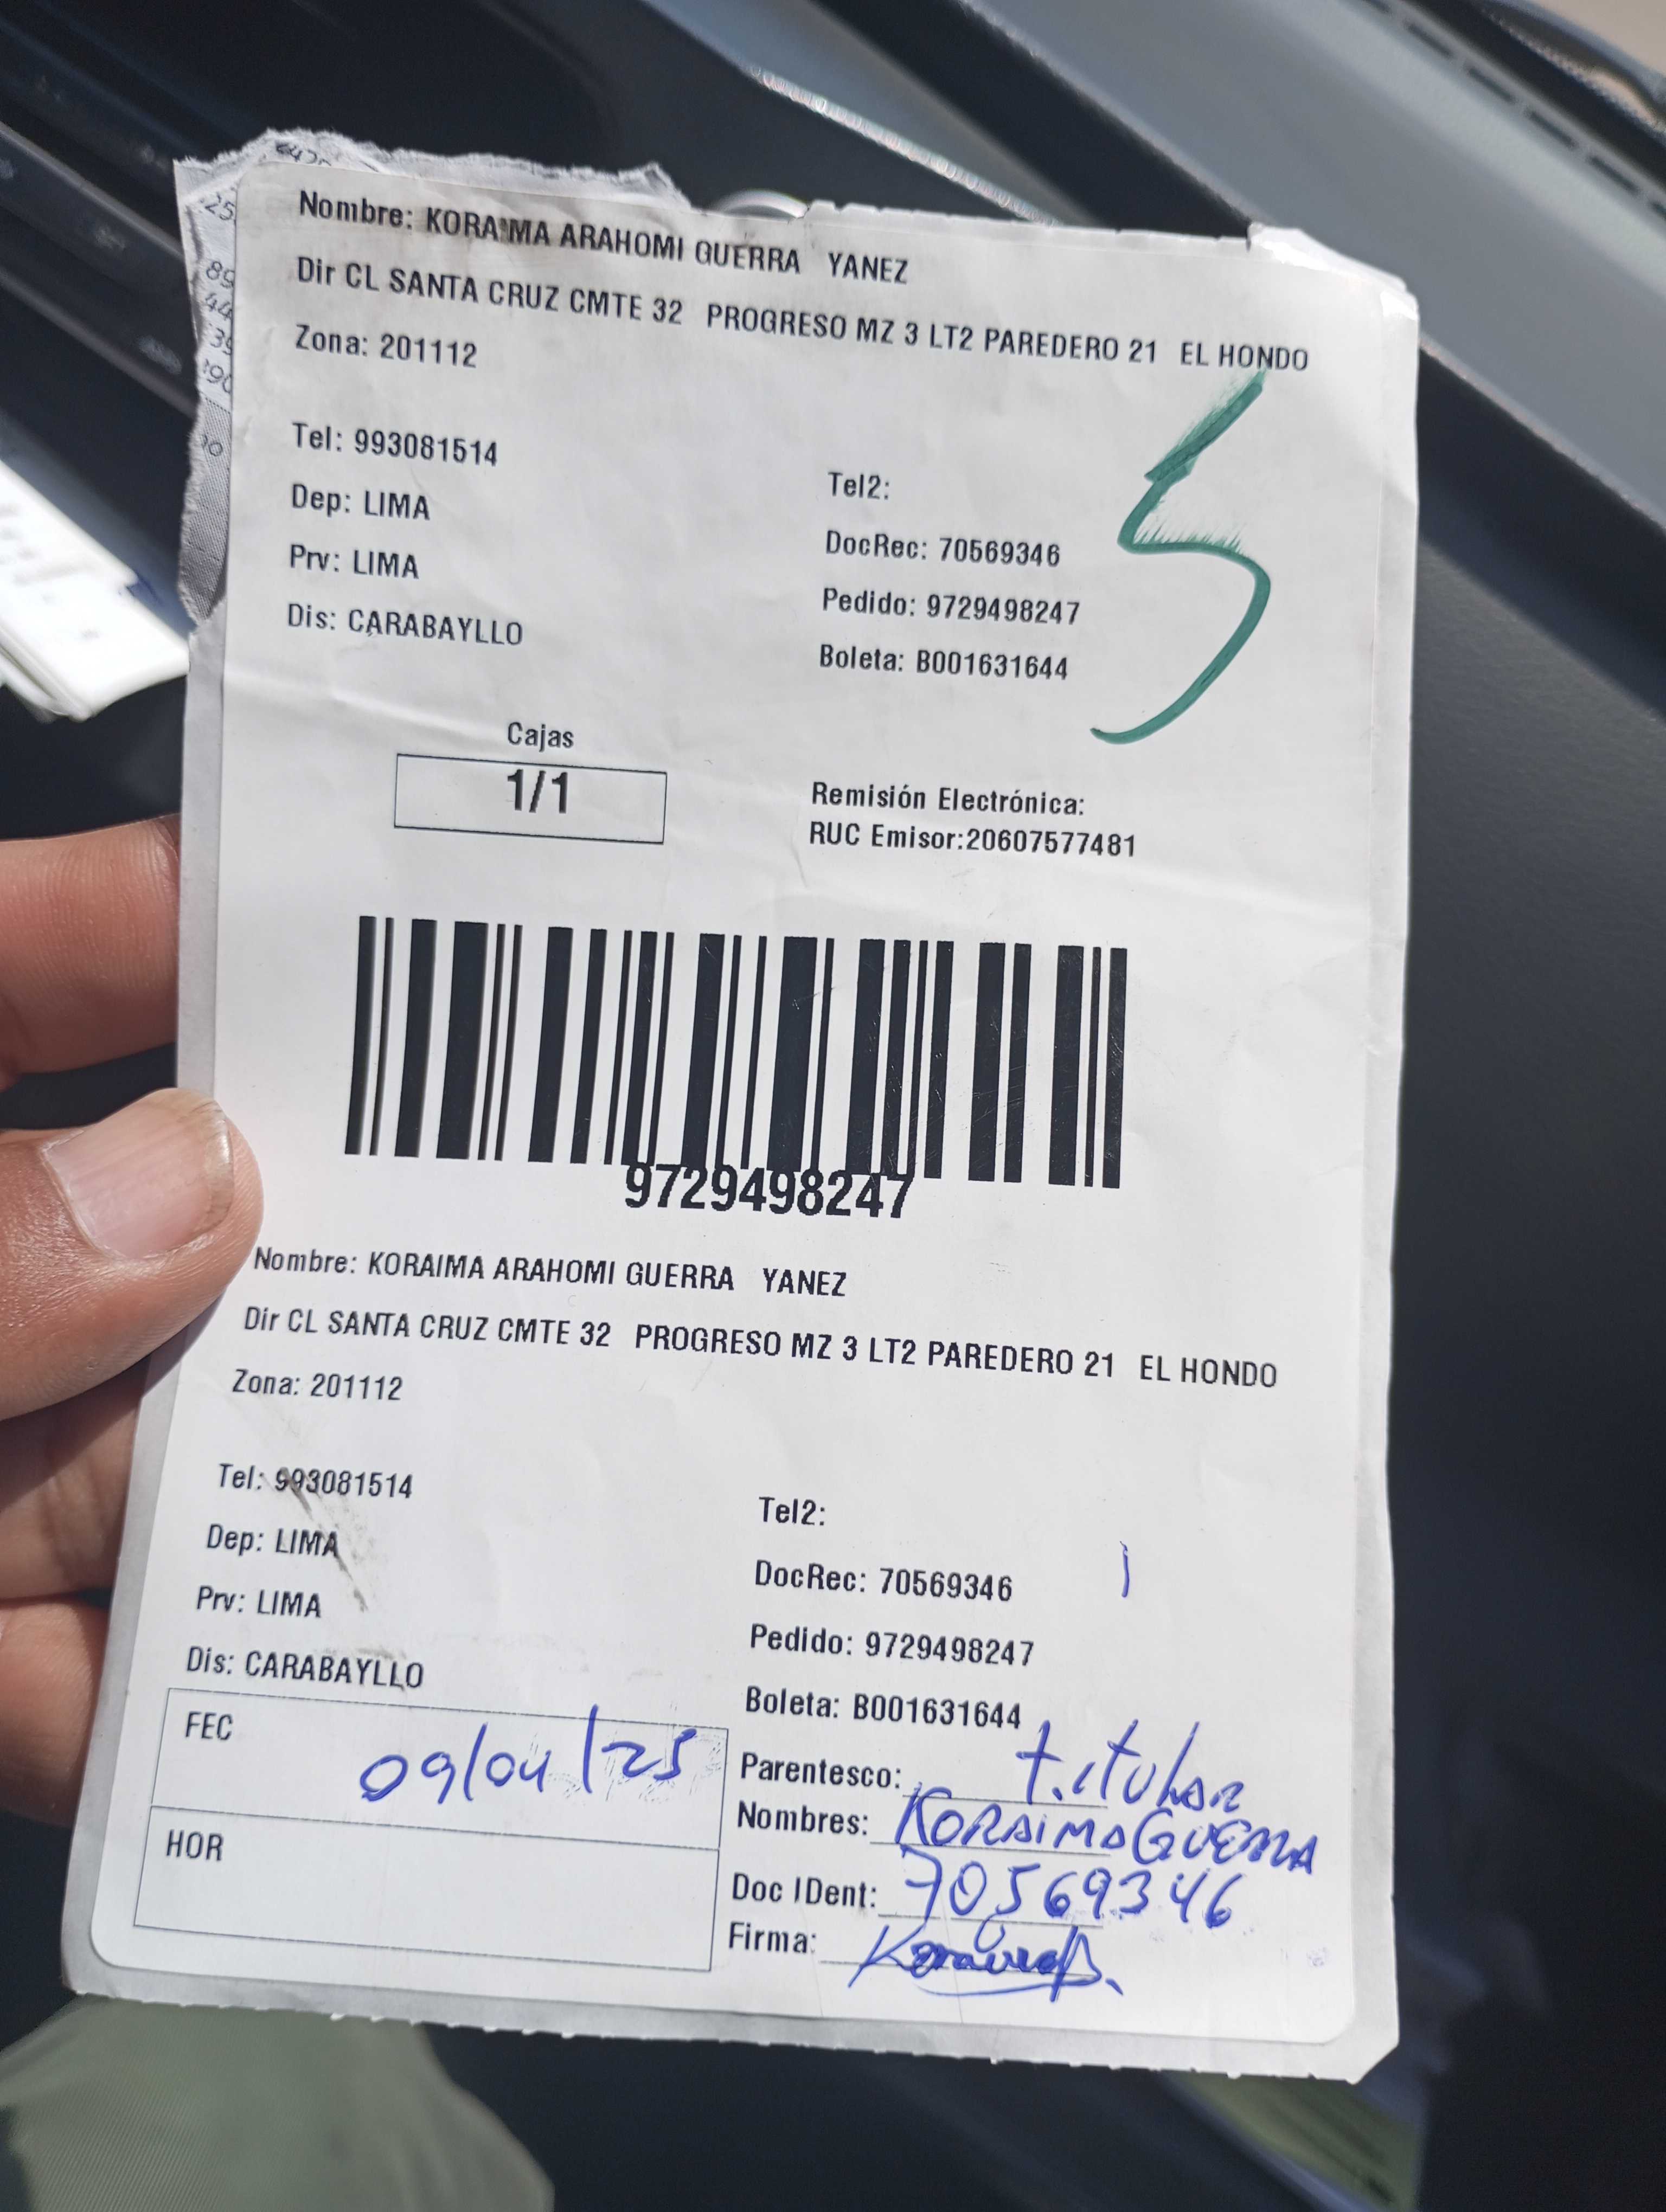 Nombre: KORAIMA ARAHOMI GUERRA YANEZ
Dir CL SANTA CRUZ CMTE 32 PROGRESO MZ 3 LT2 PAREDERO 21 EL HONDO
Zona: 201112
Tel: 993081514
Tel2:
Dep: LIMA
DocRec: 70569346
Prv: LIMA
Pedido: 9729498247
Dis: CARABAYLLO
Boleta: B001631644
5
Cajas
1/1
Remisión Electrónica:
RUC Emisor:20607577481
9729498247
Nombre: KORAIMA ARAHOMI GUERRA YANEZ
Dir CL SANTA CRUZ CMTE 32 PROGRESO MZ 3 LT2 PAREDERO 21 EL HONDO
Zona: 201112
Tel: 993081514
Tel2:
Dep: LIMA
DocRec: 70569346
Prv: LIMA
Pedido: 9729498247
Dis: CARABAYLLO
Boleta: B001631644
FEC 09/04/25
HOR
Parentesco: titular
Nombres: KORAIMA GUERRA
Doc IDent: 70569346
Firma: